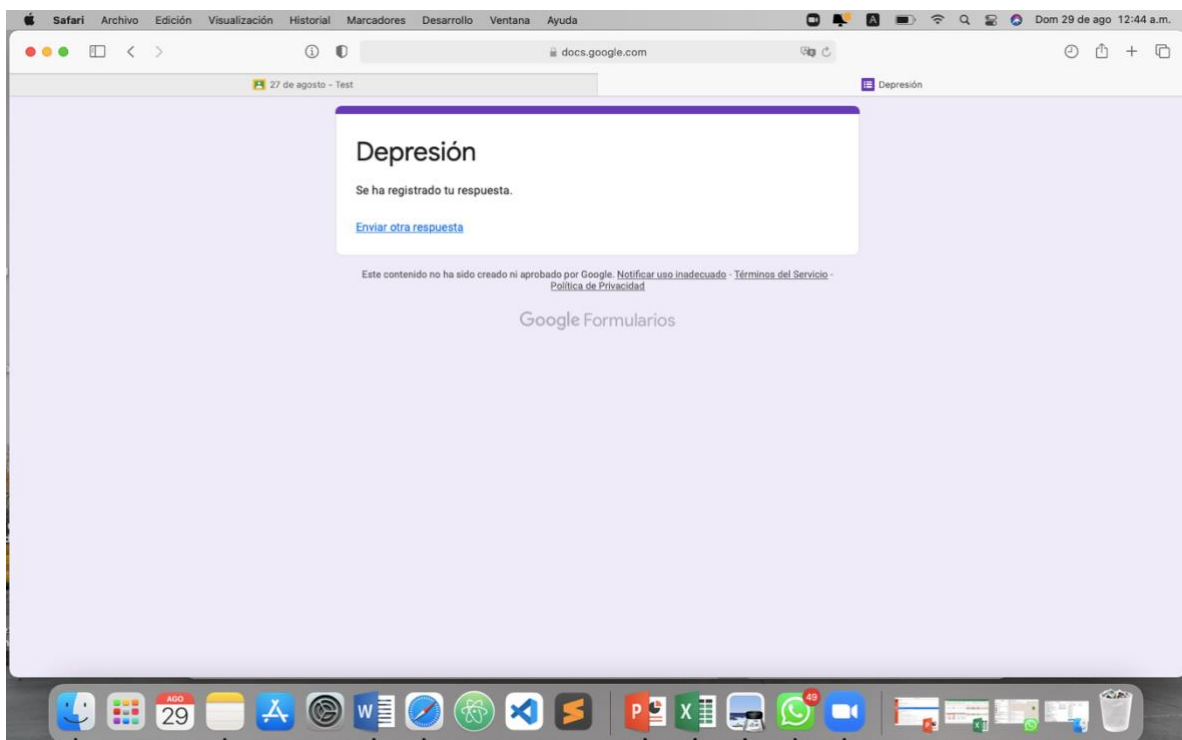 Safari Archivo Edición Visualización Historial Marcadores Desarrollo Ventana Ayuda A Dom 29 de ago 12:44 a.m.
docs.google.com
27 de agosto - Test
Depresión
Depresión
Se ha registrado tu respuesta.
Enviar otra respuesta
Este contenido no ha sido creado ni aprobado por Google. Notificar uso inadecuado - Términos del Servicio -
Política de Privacidad
Google Formularios
AGO
29
49